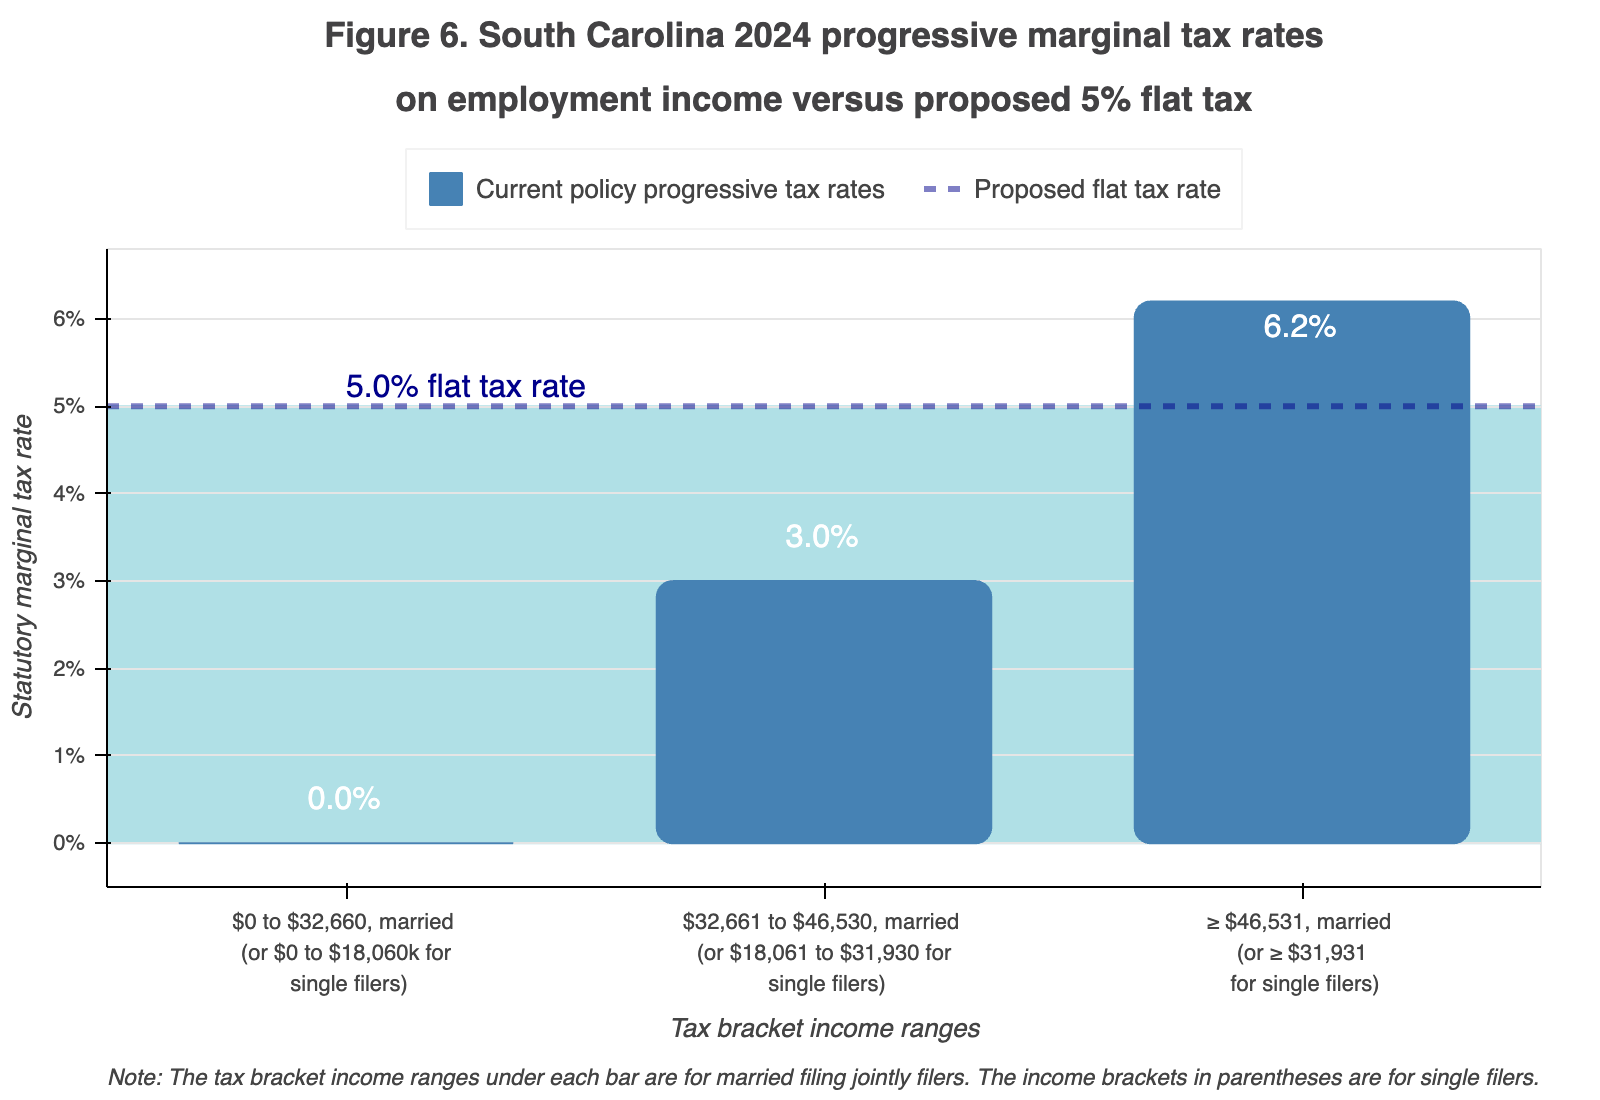 Figure 6. South Carolina 2024 progressive marginal tax rates
on employment income versus proposed 5% flat tax
Current policy progressive tax rates
Proposed flat tax rate
Statutory marginal tax rate
6%
5%
4%
3%
2%
1%
0%
5.0% flat tax rate
0.0%
3.0%
6.2%
$0 to $32,660, married
(or $0 to $18,060k for
single filers)
$32,661 to $46,530, married
(or $18,061 to $31,930 for
single filers)
≥ $46,531, married
(or ≥ $31,931
for single filers)
Tax bracket income ranges
Note: The tax bracket income ranges under each bar are for married filing jointly filers. The income brackets in parentheses are for single filers.